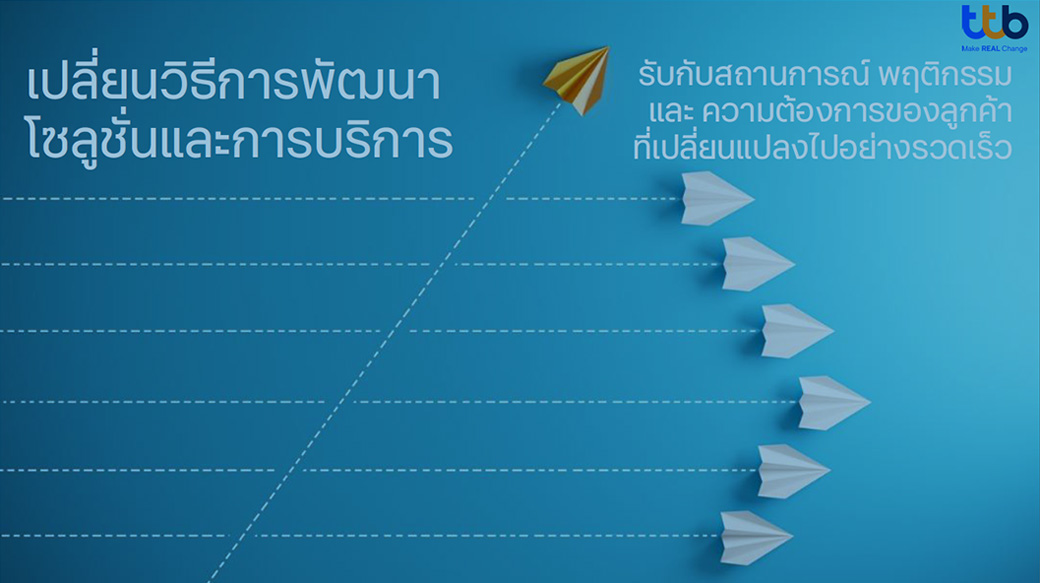 ttb
Make REAL Change
เปลี่ยนวิธีการพัฒนา
โซลูชั่นและการบริการ
รับกับสถานการณ์ พฤติกรรม
และ ความต้องการของลูกค้า
ที่เปลี่ยนแปลงไปอย่างรวดเร็ว